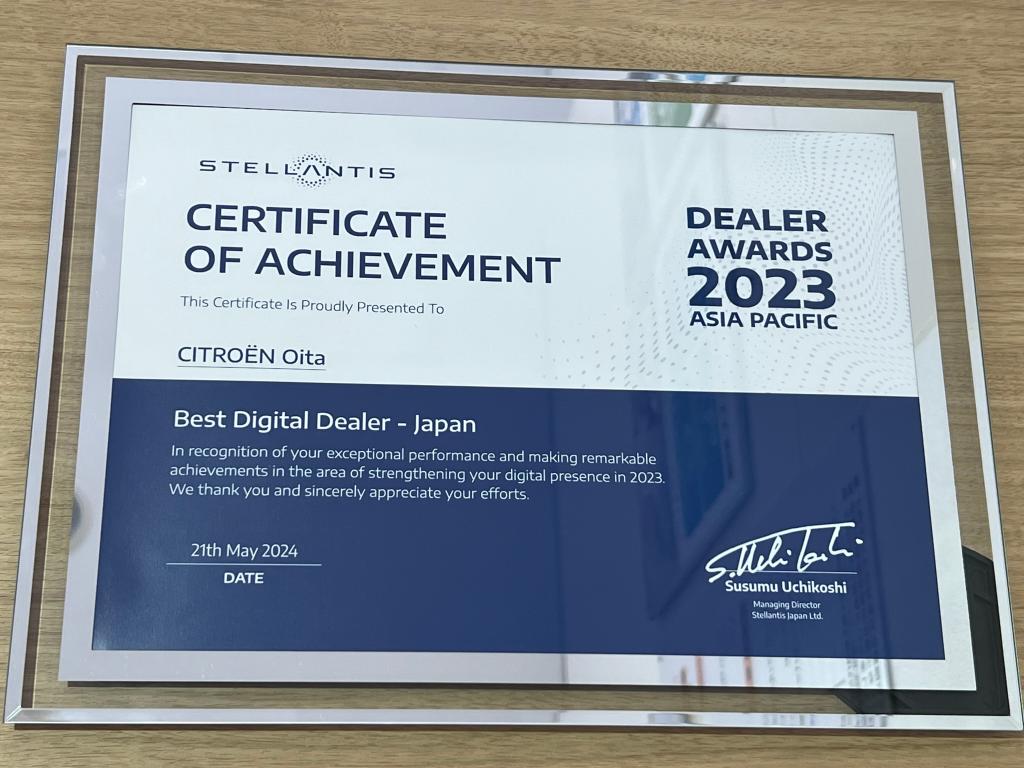 STELLANTIS
CERTIFICATE
OF ACHIEVEMENT
This Certificate Is Proudly Presented To
CITROËN Oita
DEALER
AWARDS
2023
ASIA PACIFIC
Best Digital Dealer - Japan
In recognition of your exceptional performance and making remarkable
achievements in the area of strengthening your digital presence in 2023.
We thank you and sincerely appreciate your efforts.
21th May 2024
DATE
S. Uchikoshi
Susumu Uchikoshi
Managing Director
Stellantis Japan Ltd.